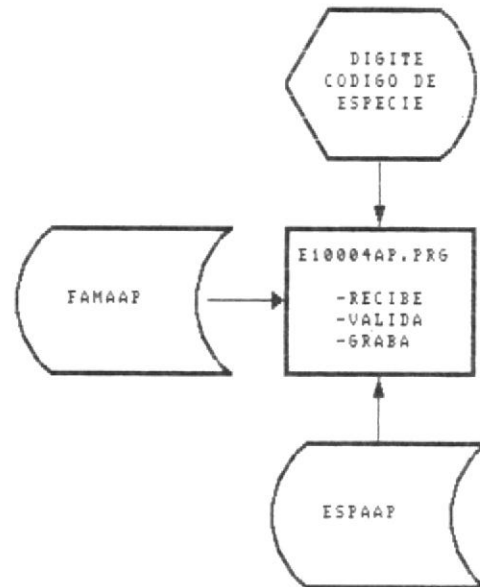 DIGITE
CODIGO DE
ESPECIE
E10004AP.PRG
FAMAAP
-RECIBE
-VALIDA
-GRABA
ESPAAP